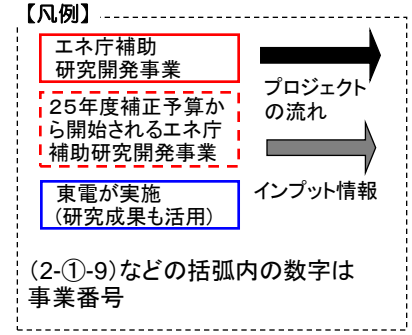 【凡例】
エネ庁補助
研究開発事業
25年度補正予算か
ら開始されるエネ庁
補助研究開発事業
東電が実施
(研究成果も活用)
プロジェクト
の流れ
インプット情報
(2-①-9)などの括弧内の数字は
事業番号